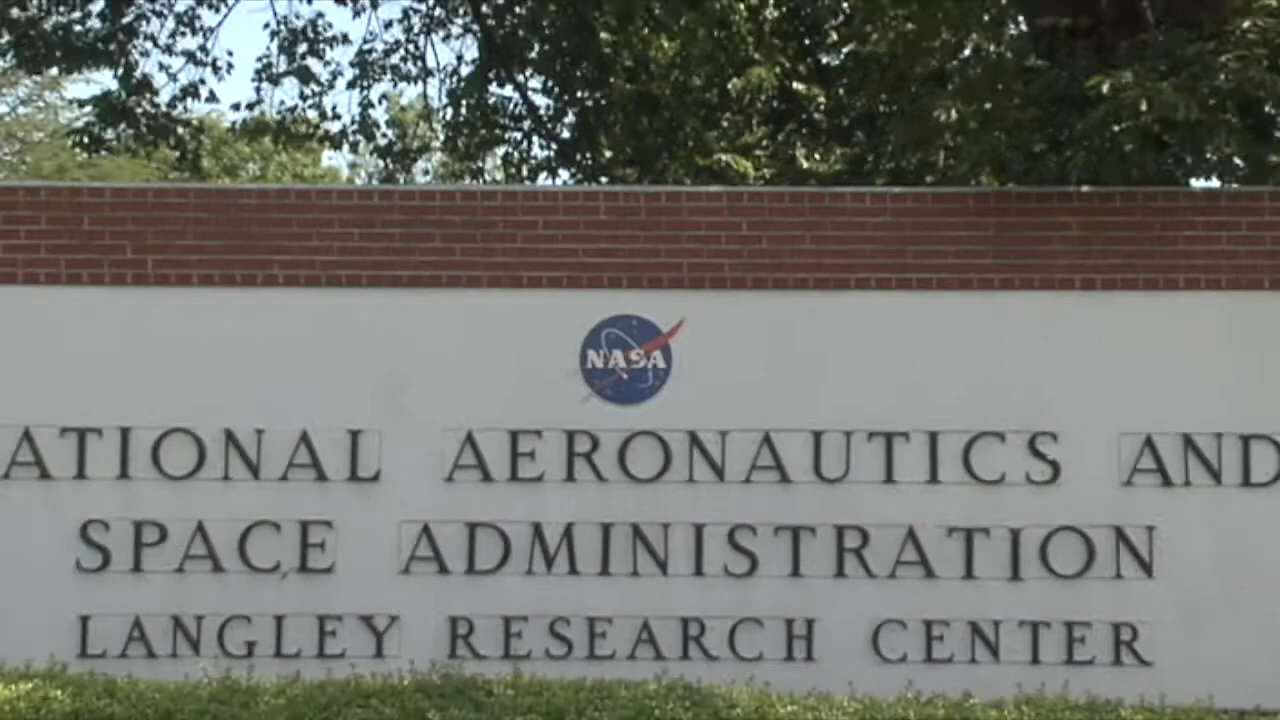 NASA
ATIONAL AERONAUTICS AND
SPACE ADMINISTRATION
LANGLEY RESEARCH CENTER